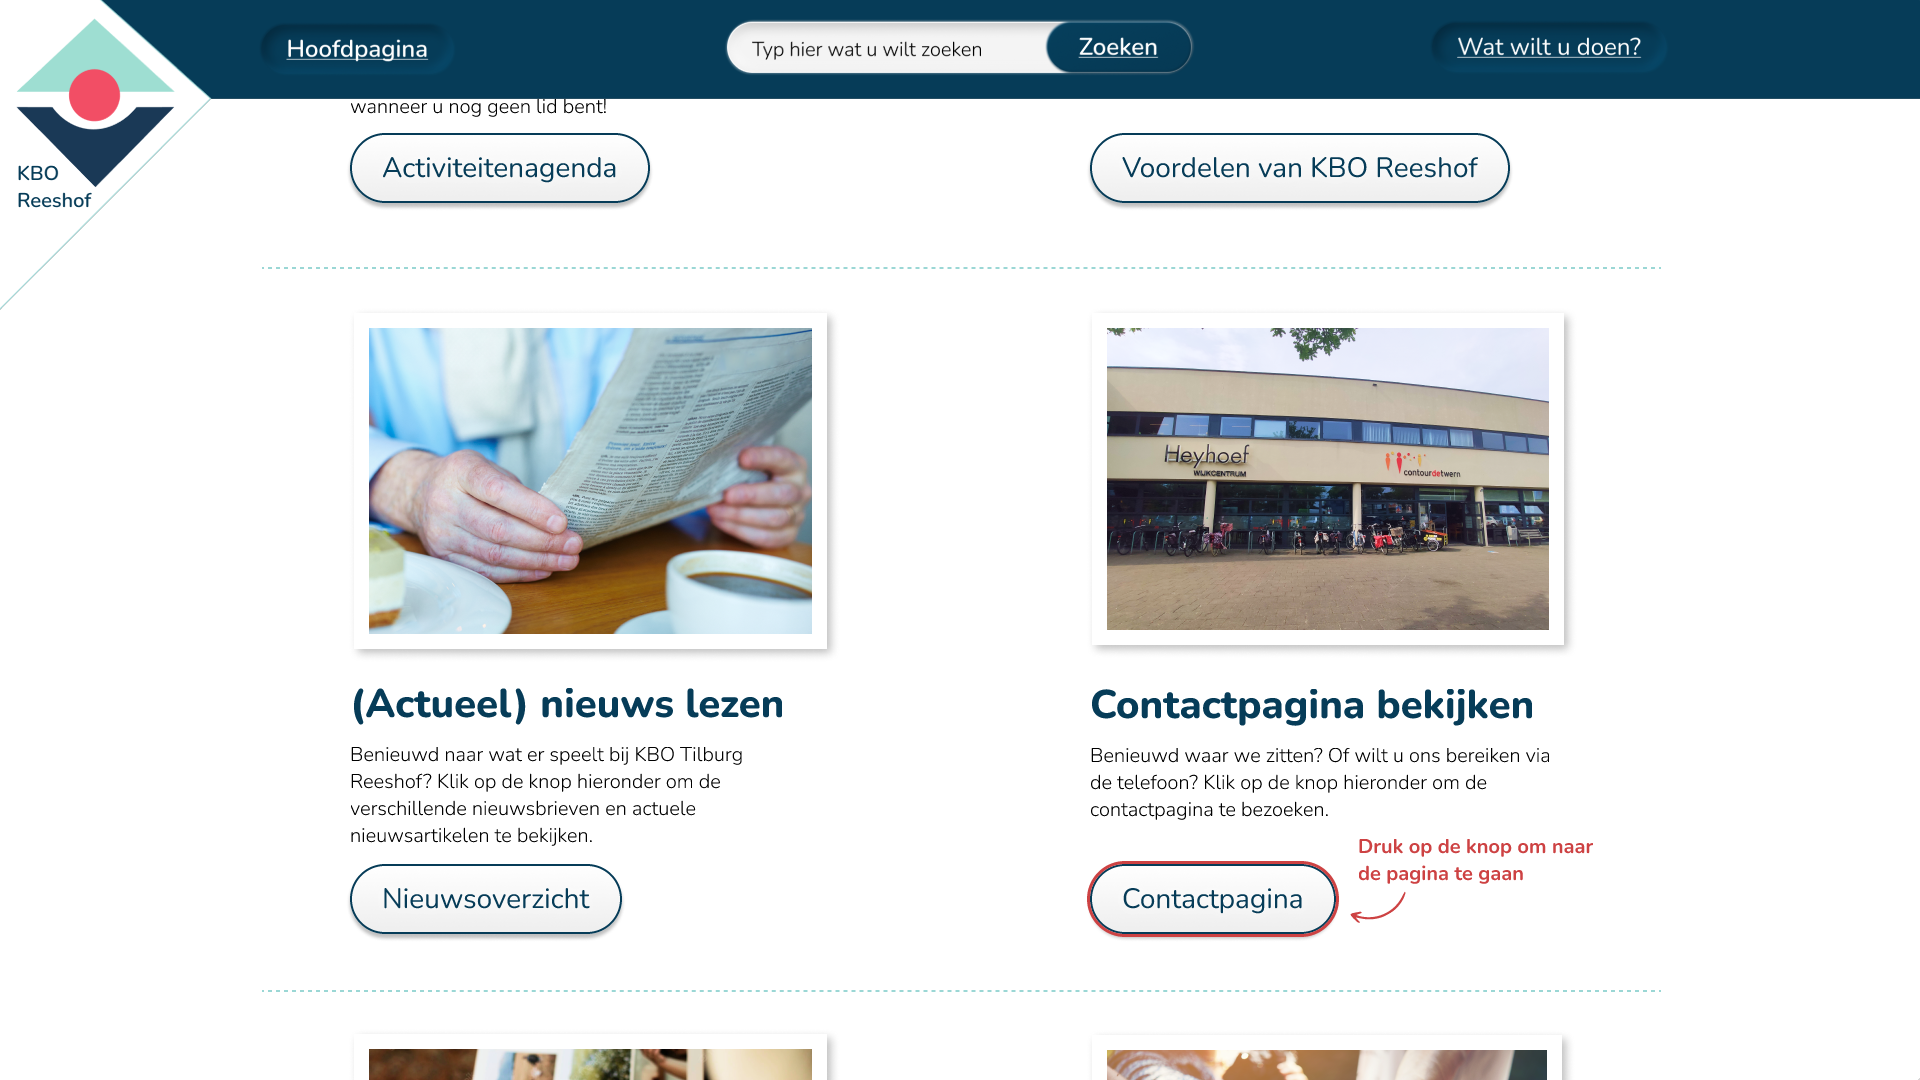 Hoofdpagina
Typ hier wat u wilt zoeken
Zoeken
Wat wilt u doen?
KBO
Reeshof
wanneer u nog geen lid bent!
Activiteitenagenda
Voordelen van KBO Reeshof
Heyhoef
WIJKCENTRUM
contourdetwern
(Actueel) nieuws lezen
Benieuwd naar wat er speelt bij KBO Tilburg
Reeshof? Klik op de knop hieronder om de
verschillende nieuwsbrieven en actuele
nieuwsartikelen te bekijken.
Nieuwsoverzicht
Contactpagina bekijken
Benieuwd waar we zitten? Of wilt u ons bereiken via
de telefoon? Klik op de knop hieronder om de
contactpagina te bezoeken.
Druk op de knop om naar
de pagina te gaan
Contactpagina